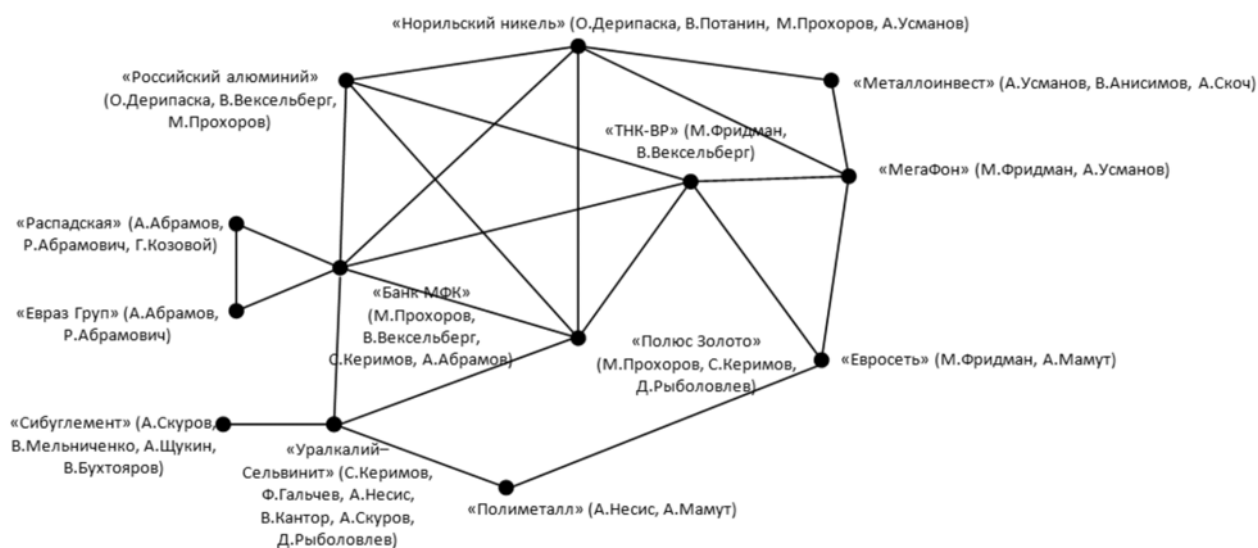 «Норильский никель» (О.Дерипаска, В.Потанин, М.Прохоров, А.Усманов)
«Российский алюминий»
(О.Дерипаска, В.Вексельберг,
М.Прохоров)
«Металлоинвест» (А.Усманов, В.Анисимов, А.Скоч)
«ТНК-ВР» (М.Фридман,
В.Вексельберг)
«МегаФон» (М.Фридман, А.Усманов)
«Распадская» (А.Абрамов,
Р.Абрамович, Г.Козовой)
«Евраз Груп» (А.Абрамов,
Р.Абрамович)
«Банк МФК»
(М.Прохоров,
В.Вексельберг,
С.Керимов, А.Абрамов)
«Полюс Золото»
(М.Прохоров, С.Керимов,
Д.Рыболовлев)
«Евросеть» (М.Фридман, А.Мамут)
«Сибуглемент» (А.Скуров,
В.Мельниченко, А.Щукин,
В.Бухтояров)
«Уралкалий–
Сельвинит» (С.Керимов,
Ф.Гальчев, А.Несис,
В.Кантор, А.Скуров,
Д.Рыболовлев)
«Полиметалл» (А.Несис, А.Мамут)